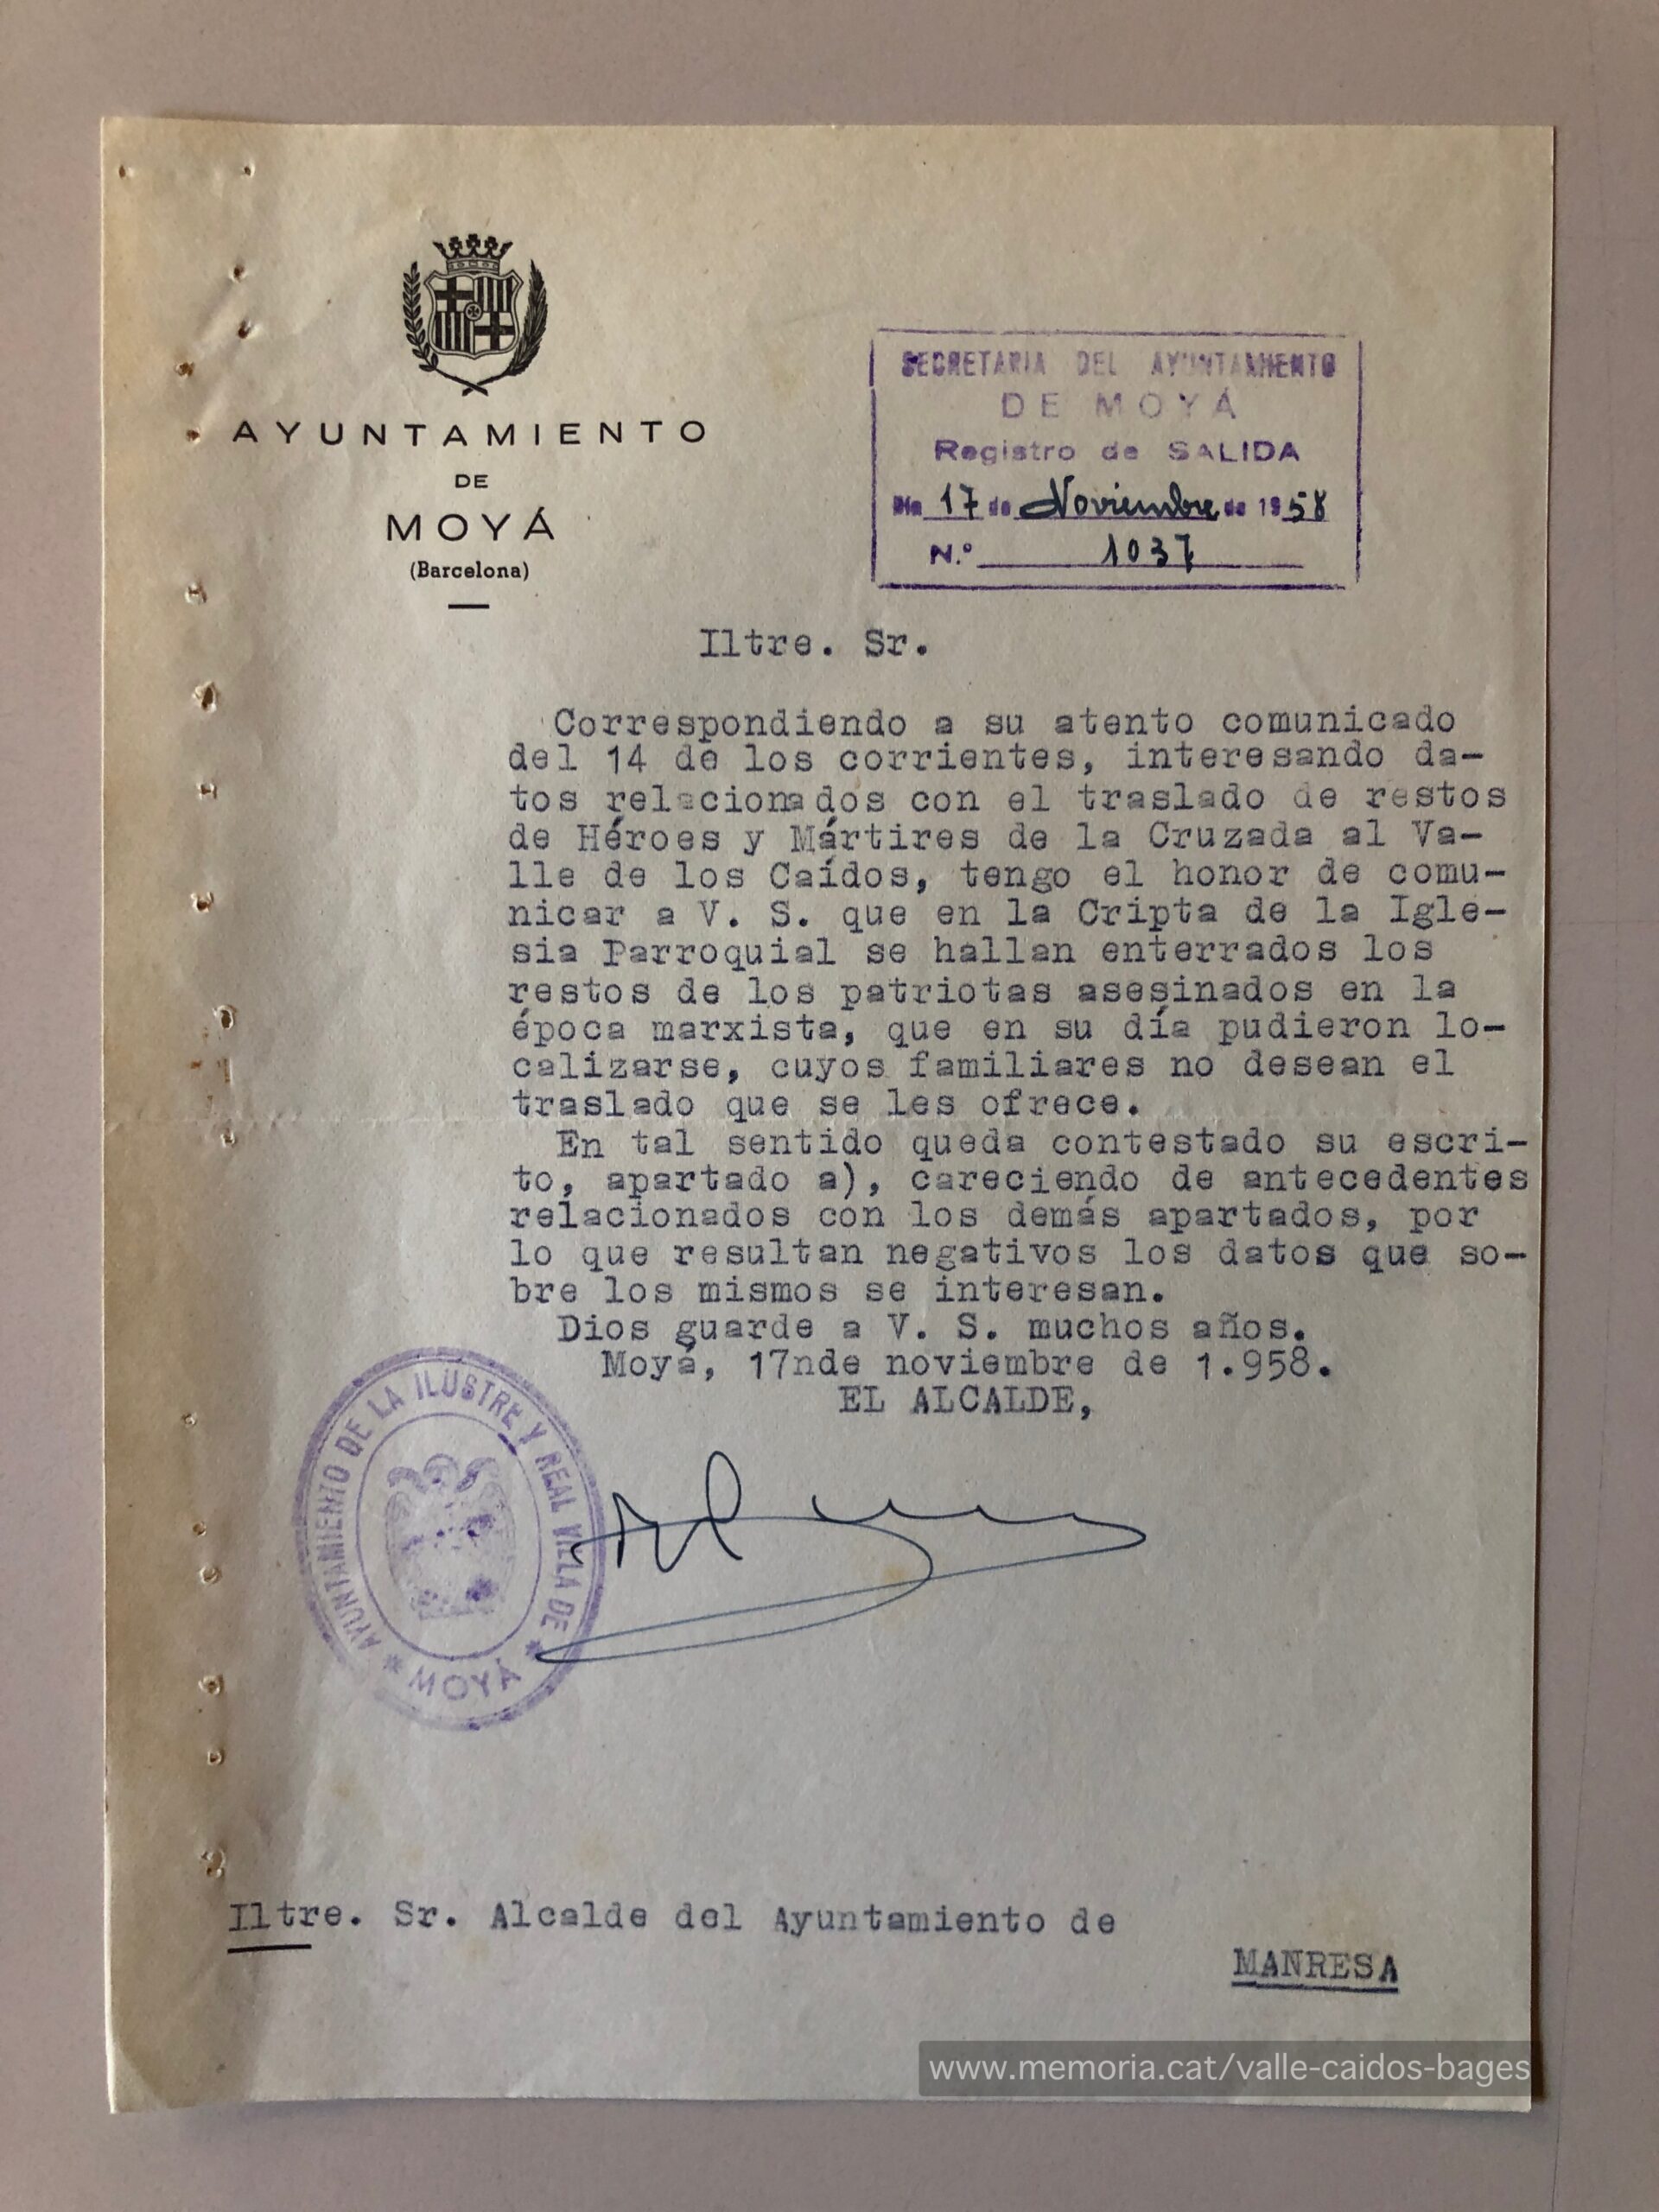 AYUNTAMIENTO
DE
MOYÁ
(Barcelona)
SECRETARIA DEL AYUNTAMIENTO
DE MOYÁ
Registro de SALIDA
Día 17 de Noviembre de 1958
N.º 1037
Iltre. Sr.
Correspondiendo a su atento comunicado
del 14 de los corrientes, interesando da-
tos relacionados con el traslado de restos
de Héroes y Mártires de la Cruzada al Va-
lle de los Caídos, tengo el honor de comu-
nicar a V. S. que en la Cripta de la Igle-
sia Parroquial se hallan enterrados los
restos de los patriotas asesinados en la
época marxista, que en su día pudieron lo-
calizarse, cuyos familiares no desean el
traslado que se les ofrece.
En tal sentido queda contestado su escri-
to, apartado a), careciendo de antecedentes
relacionados con los demás apartados, por
lo que resultan negativos los datos que so-
bre los mismos se interesan.
Dios guarde a V. S. muchos años.
Moyá, 17nde noviembre de 1.958.
EL ALCALDE,
AYUNTAMIENTO DE LA ILUSTRE Y REAL VILLA DE
* MOYÁ *
Iltre. Sr. Alcalde del Ayuntamiento de
MANRESA
www.memoria.cat/valle-caidos-bages